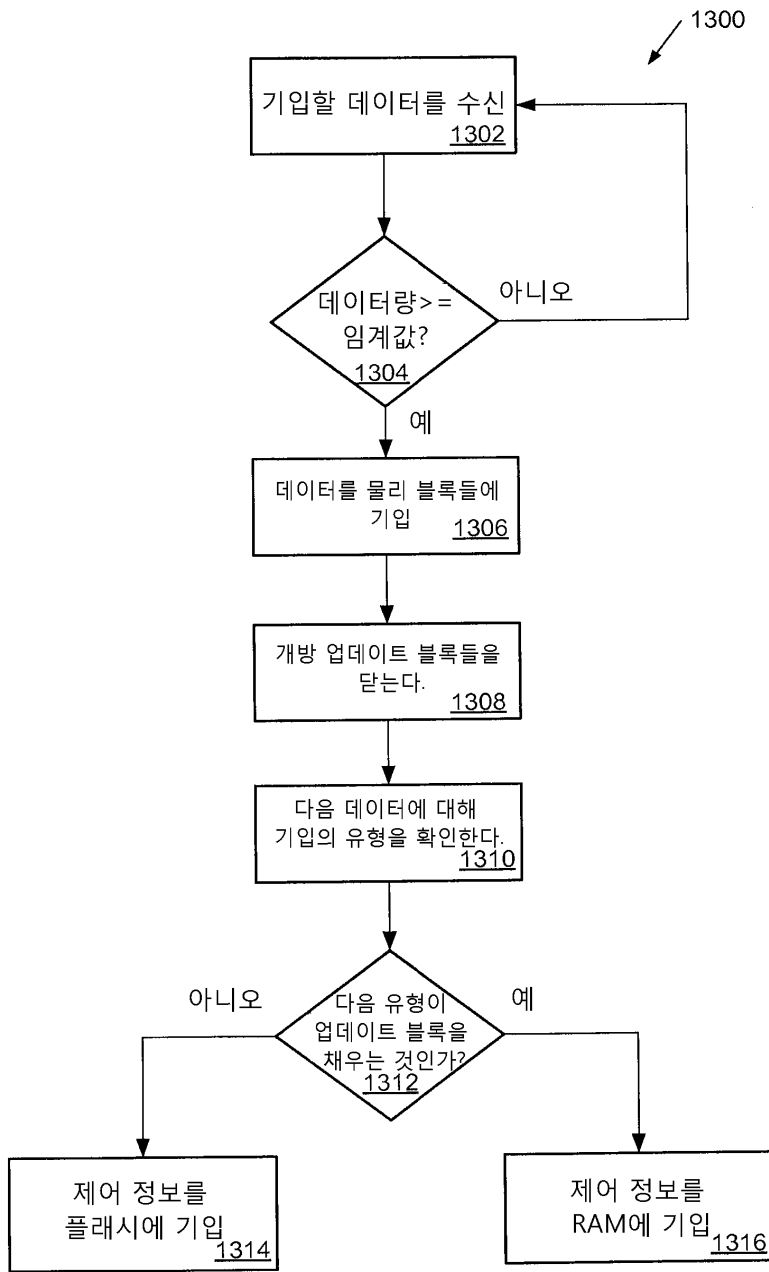 1300
기입할 데이터를 수신
1302
데이터량>=
임계값?
1304
아니오
예
데이터를 물리 블록들에
기입
1306
개방 업데이트 블록들을
닫는다.
1308
다음 데이터에 대해
기입의 유형을 확인한다.
1310
아니오
다음 유형이
업데이트 블록을
채우는 것인가?
1312
예
제어 정보를
플래시에 기입
1314
제어 정보를
RAM에 기입
1316